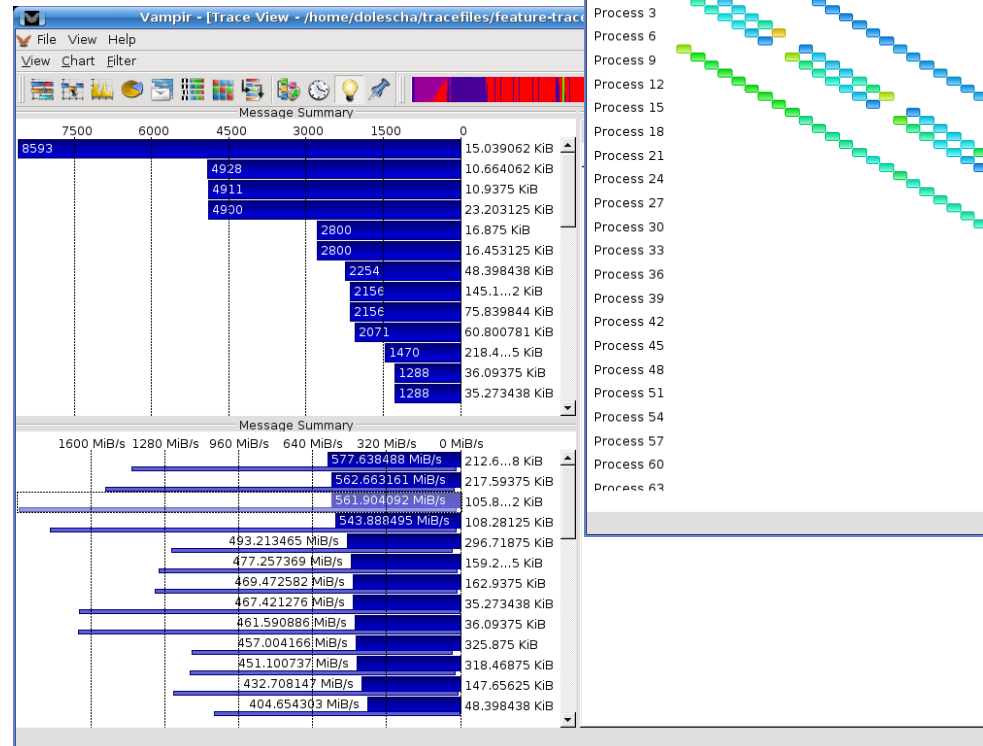 Vampir - [Trace View - /home/dolescha/tracefiles/feature-trace
File View Help
View Chart Filter
Message Summary
7500 6000 4500 3000 1500 0
8593 15.039062 KiB
4928 10.664062 KiB
4911 10.9375 KiB
4900 23.203125 KiB
2800 16.875 KiB
2800 16.453125 KiB
2254 48.398438 KiB
2156 145.1...2 KiB
2156 75.839844 KiB
2071 60.800781 KiB
1470 218.4...5 KiB
1288 36.09375 KiB
1288 35.273438 KiB
Message Summary
1600 MiB/s 1280 MiB/s 960 MiB/s 640 MiB/s 320 MiB/s 0 MiB/s
577.638488 MiB/s 212.6...8 KiB
562.663161 MiB/s 217.59375 KiB
561.904092 MiB/s 105.8...2 KiB
543.888495 MiB/s 108.28125 KiB
493.213465 MiB/s 296.71875 KiB
477.257369 MiB/s 159.2...5 KiB
469.472582 MiB/s 162.9375 KiB
467.421276 MiB/s 35.273438 KiB
461.590886 MiB/s 36.09375 KiB
457.004166 MiB/s 325.875 KiB
451.100737 MiB/s 318.46875 KiB
432.708147 MiB/s 147.65625 KiB
404.654303 MiB/s 48.398438 KiB
Process 3
Process 6
Process 9
Process 12
Process 15
Process 18
Process 21
Process 24
Process 27
Process 30
Process 33
Process 36
Process 39
Process 42
Process 45
Process 48
Process 51
Process 54
Process 57
Process 60
Process 63